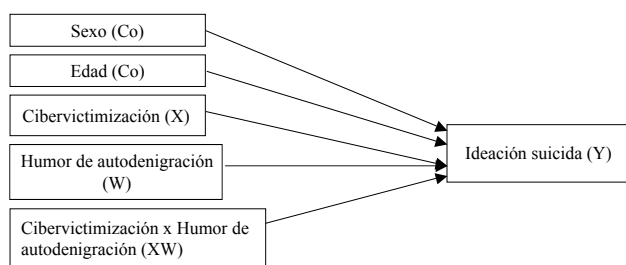 Sexo (Co)
Edad (Co)
Cibervictimización (X)
Humor de autodenigración
(W)
Cibervictimización x Humor de
autodenigración (XW)
Ideación suicida (Y)